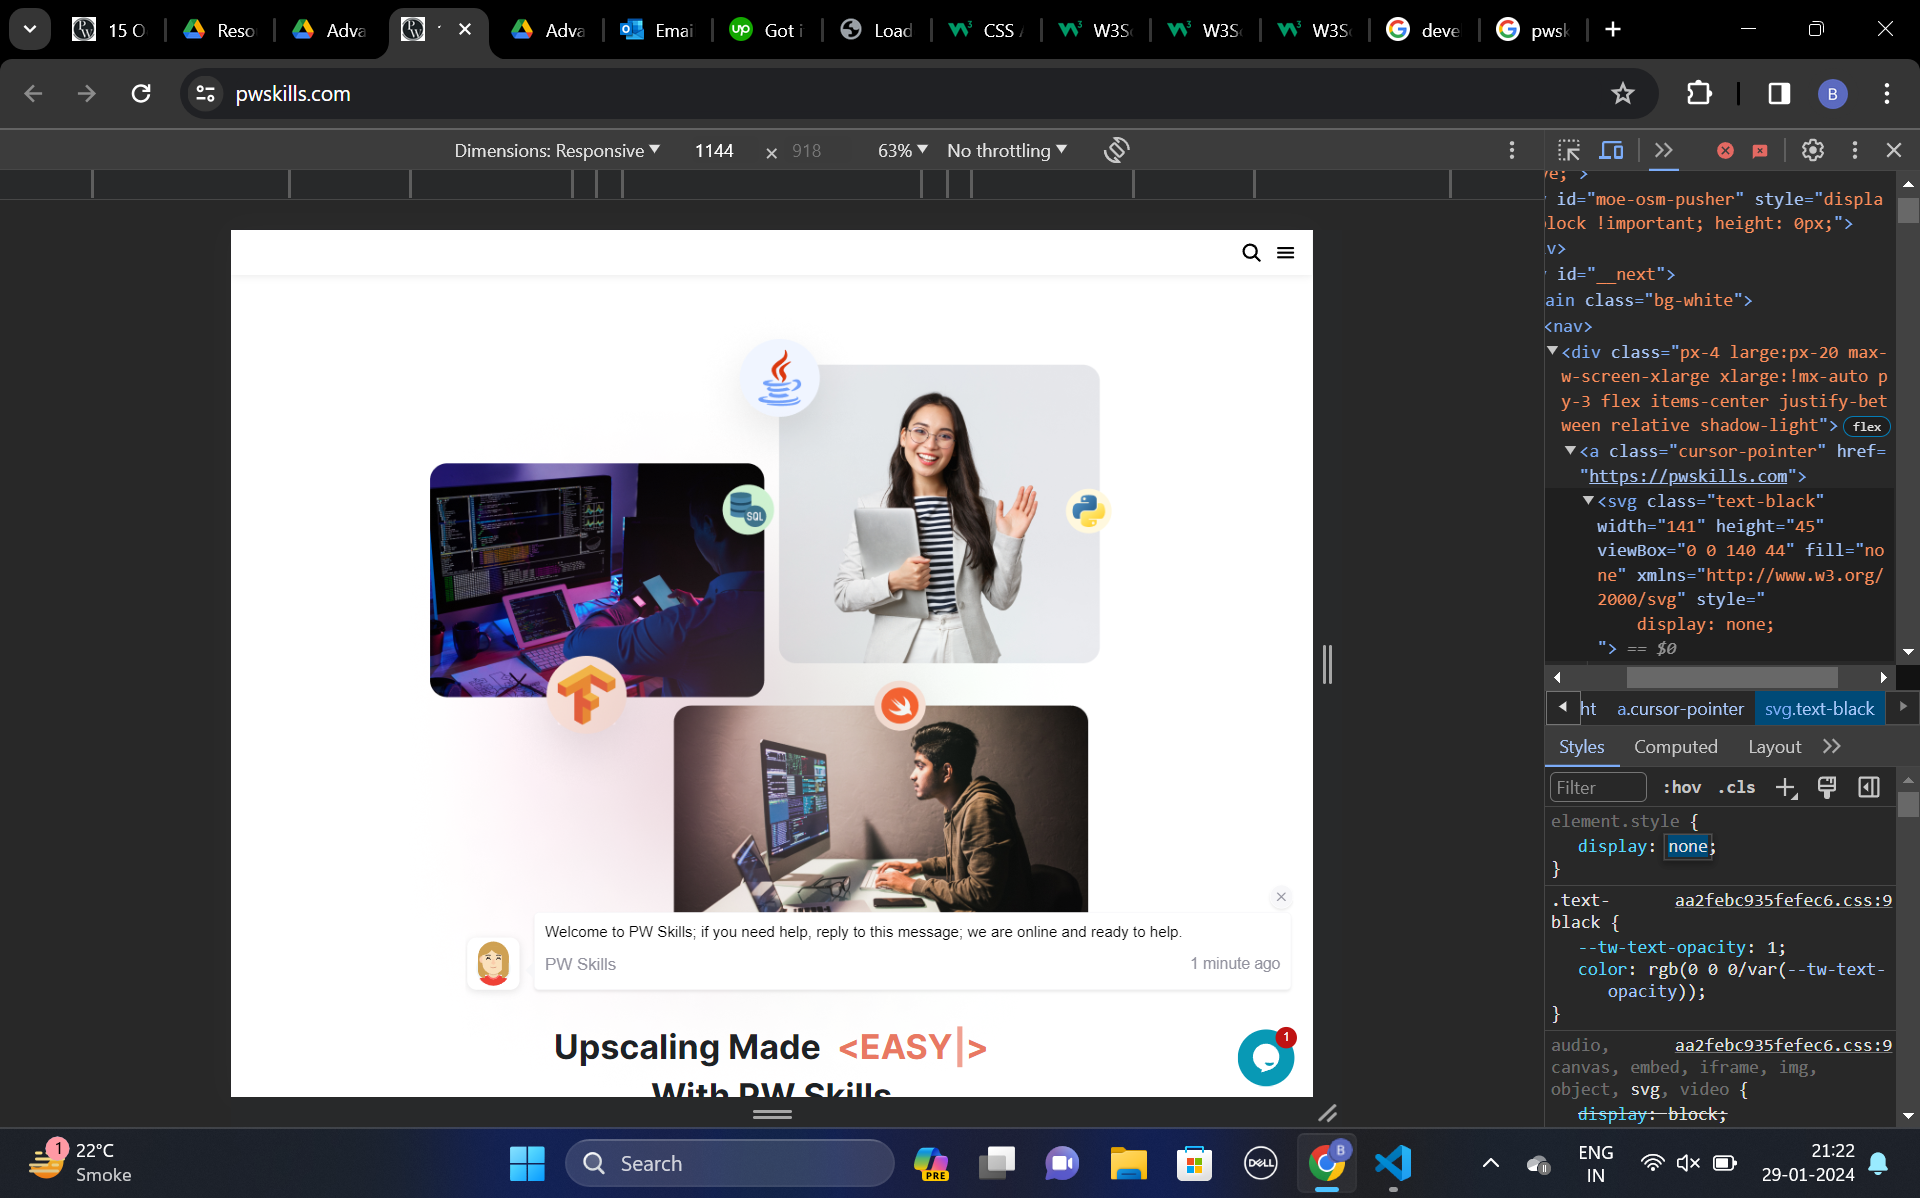 15 O
Reso
Adva
Adva
Emai
Got i
Load
CSS A
W3S
W3S
W3S
deve
pwsk
pwskills.com
B
Dimensions: Responsive 1144 × 918 63% No throttling
ve; >
id="moe-osm-pusher" style="displa
lock !important; height: 0px;">
v>
id="__next">
ain class="bg-white">
<nav>
<div class="px-4 large:px-20 max-
w-screen-xlarge xlarge:!mx-auto p
y-3 flex items-center justify-bet
ween relative shadow-light"> flex
<a class="cursor-pointer" href=
"https://pwskills.com">
<svg class="text-black"
width="141" height="45"
viewBox="0 0 140 44" fill="no
ne" xmlns="http://www.w3.org/
2000/svg" style="
display: none;
"> == $0
ht a.cursor-pointer svg.text-black
Styles Computed Layout
Filter :hov .cls
element.style {
display: none;
}
.text- aa2febc935fefec6.css:9
black {
--tw-text-opacity: 1;
color: rgb(0 0 0/var(--tw-text-
opacity));
}
audio, aa2febc935fefec6.css:9
canvas, embed, iframe, img,
object, svg, video {
display: block;
SQL
Welcome to PW Skills; if you need help, reply to this message; we are online and ready to help.
PW Skills 1 minute ago
Upscaling Made <EASY|>
With PW Skills
1
1
22°C
Smoke
Search
PRE
DELL
B
ENG
IN
21:22
29-01-2024